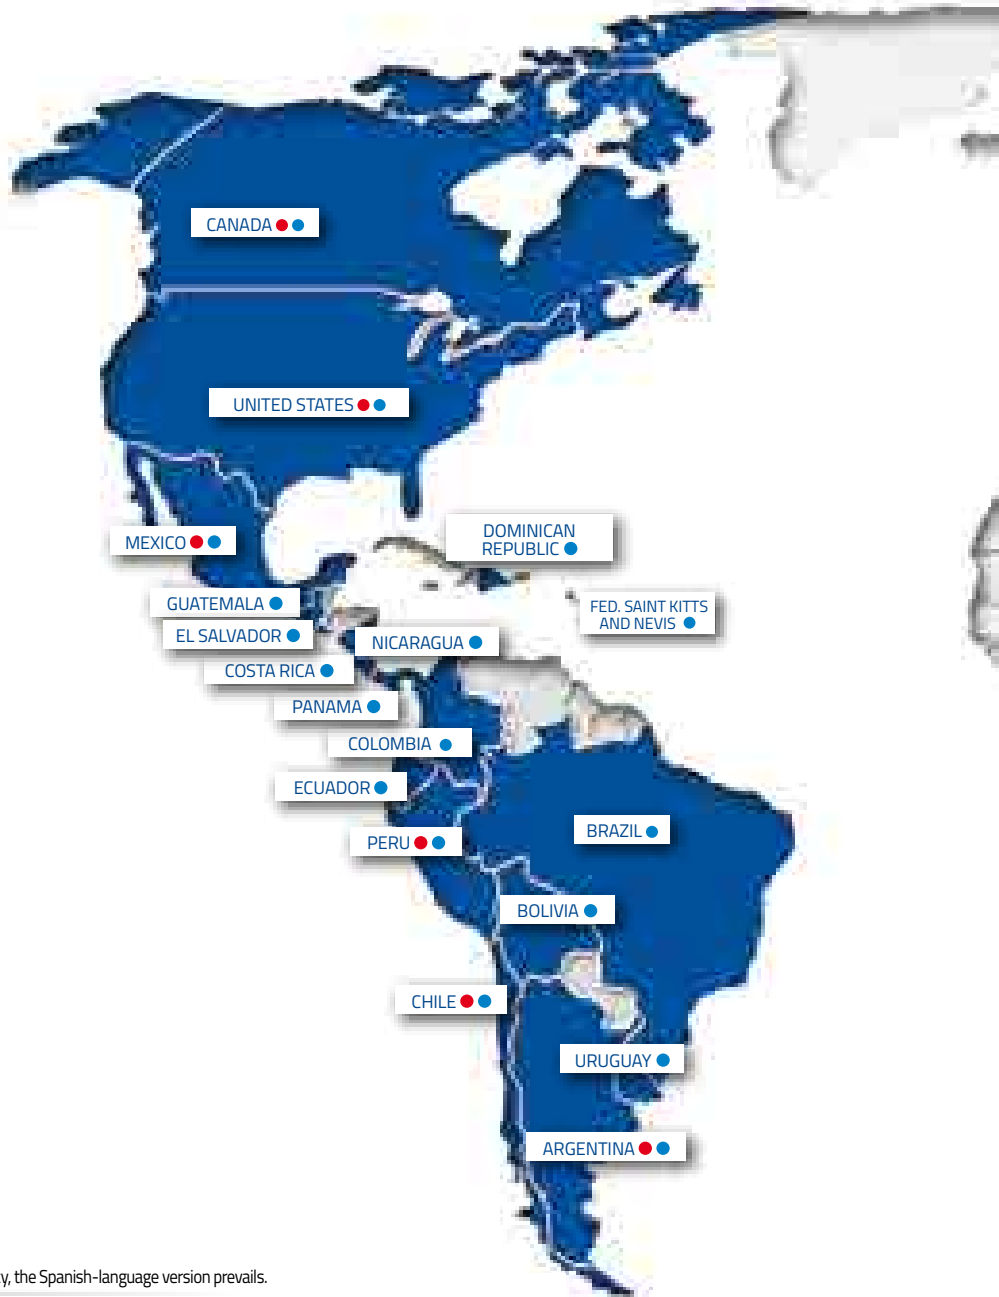 CANADA
UNITED STATES
MEXICO
DOMINICAN
REPUBLIC
GUATEMALA
FED. SAINT KITTS
AND NEVIS
EL SALVADOR
NICARAGUA
COSTA RICA
PANAMA
COLOMBIA
ECUADOR
BRAZIL
PERU
BOLIVIA
CHILE
URUGUAY
ARGENTINA
the Spanish-language version prevails.